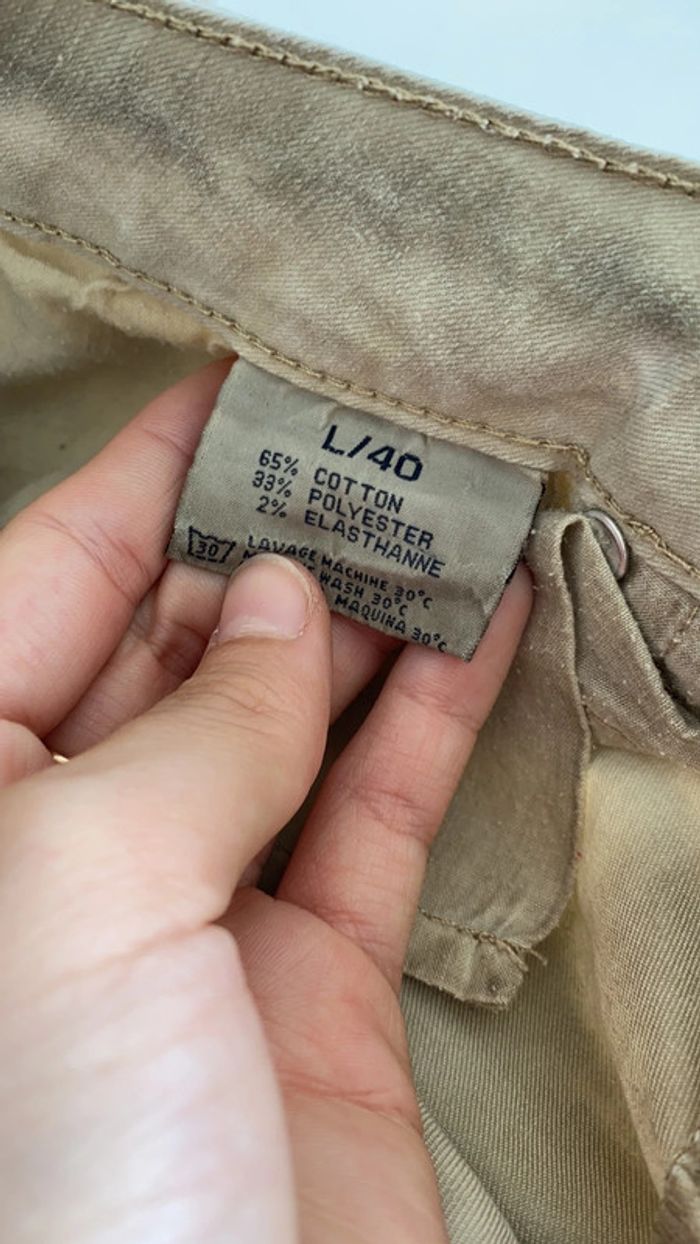 L/40
65% COTTON
33% POLYESTER
2% ELASTHANNE
30 LAVAGE MACHINE 30°C
WASH 30°C
MAQUINA 30°C